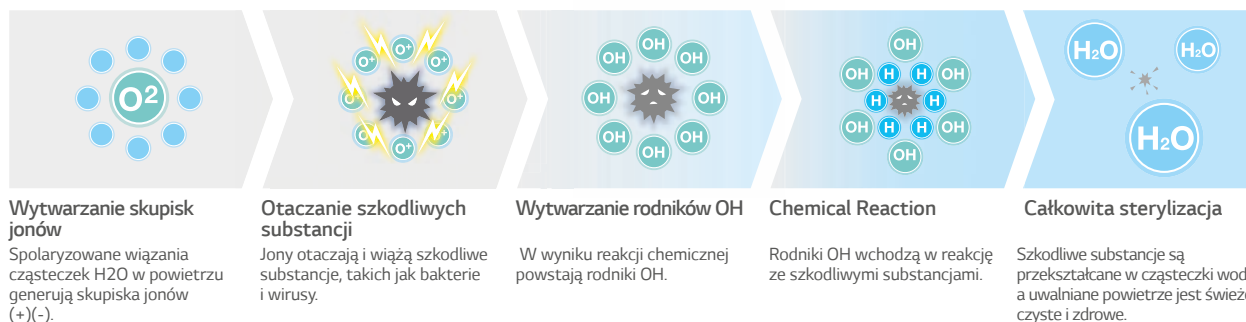 O²
O⁺
O⁺ O⁺
O⁺ O⁺
O⁺ O⁺
O⁺
OH
OH OH
OH OH
OH OH
OH
OH
OH H H OH
H H
OH H H OH
OH
H₂O
H₂O
H₂O
Wytwarzanie skupisk
jonów
Spolaryzowane wiązania
cząsteczek H2O w powietrzu
generują skupiska jonów
(+)(-).
Otaczanie szkodliwych
substancji
Jony otaczają i wiążą szkodliwe
substancje, takich jak bakterie
i wirusy.
Wytwarzanie rodników OH
W wyniku reakcji chemicznej
powstają rodniki OH.
Chemical Reaction
Rodniki OH wchodzą w reakcję
ze szkodliwymi substancjami.
Całkowita sterylizacja
Szkodliwe substancje są
przekształcane w cząsteczki wod
a uwalniane powietrze jest śwież
czyste i zdrowe.